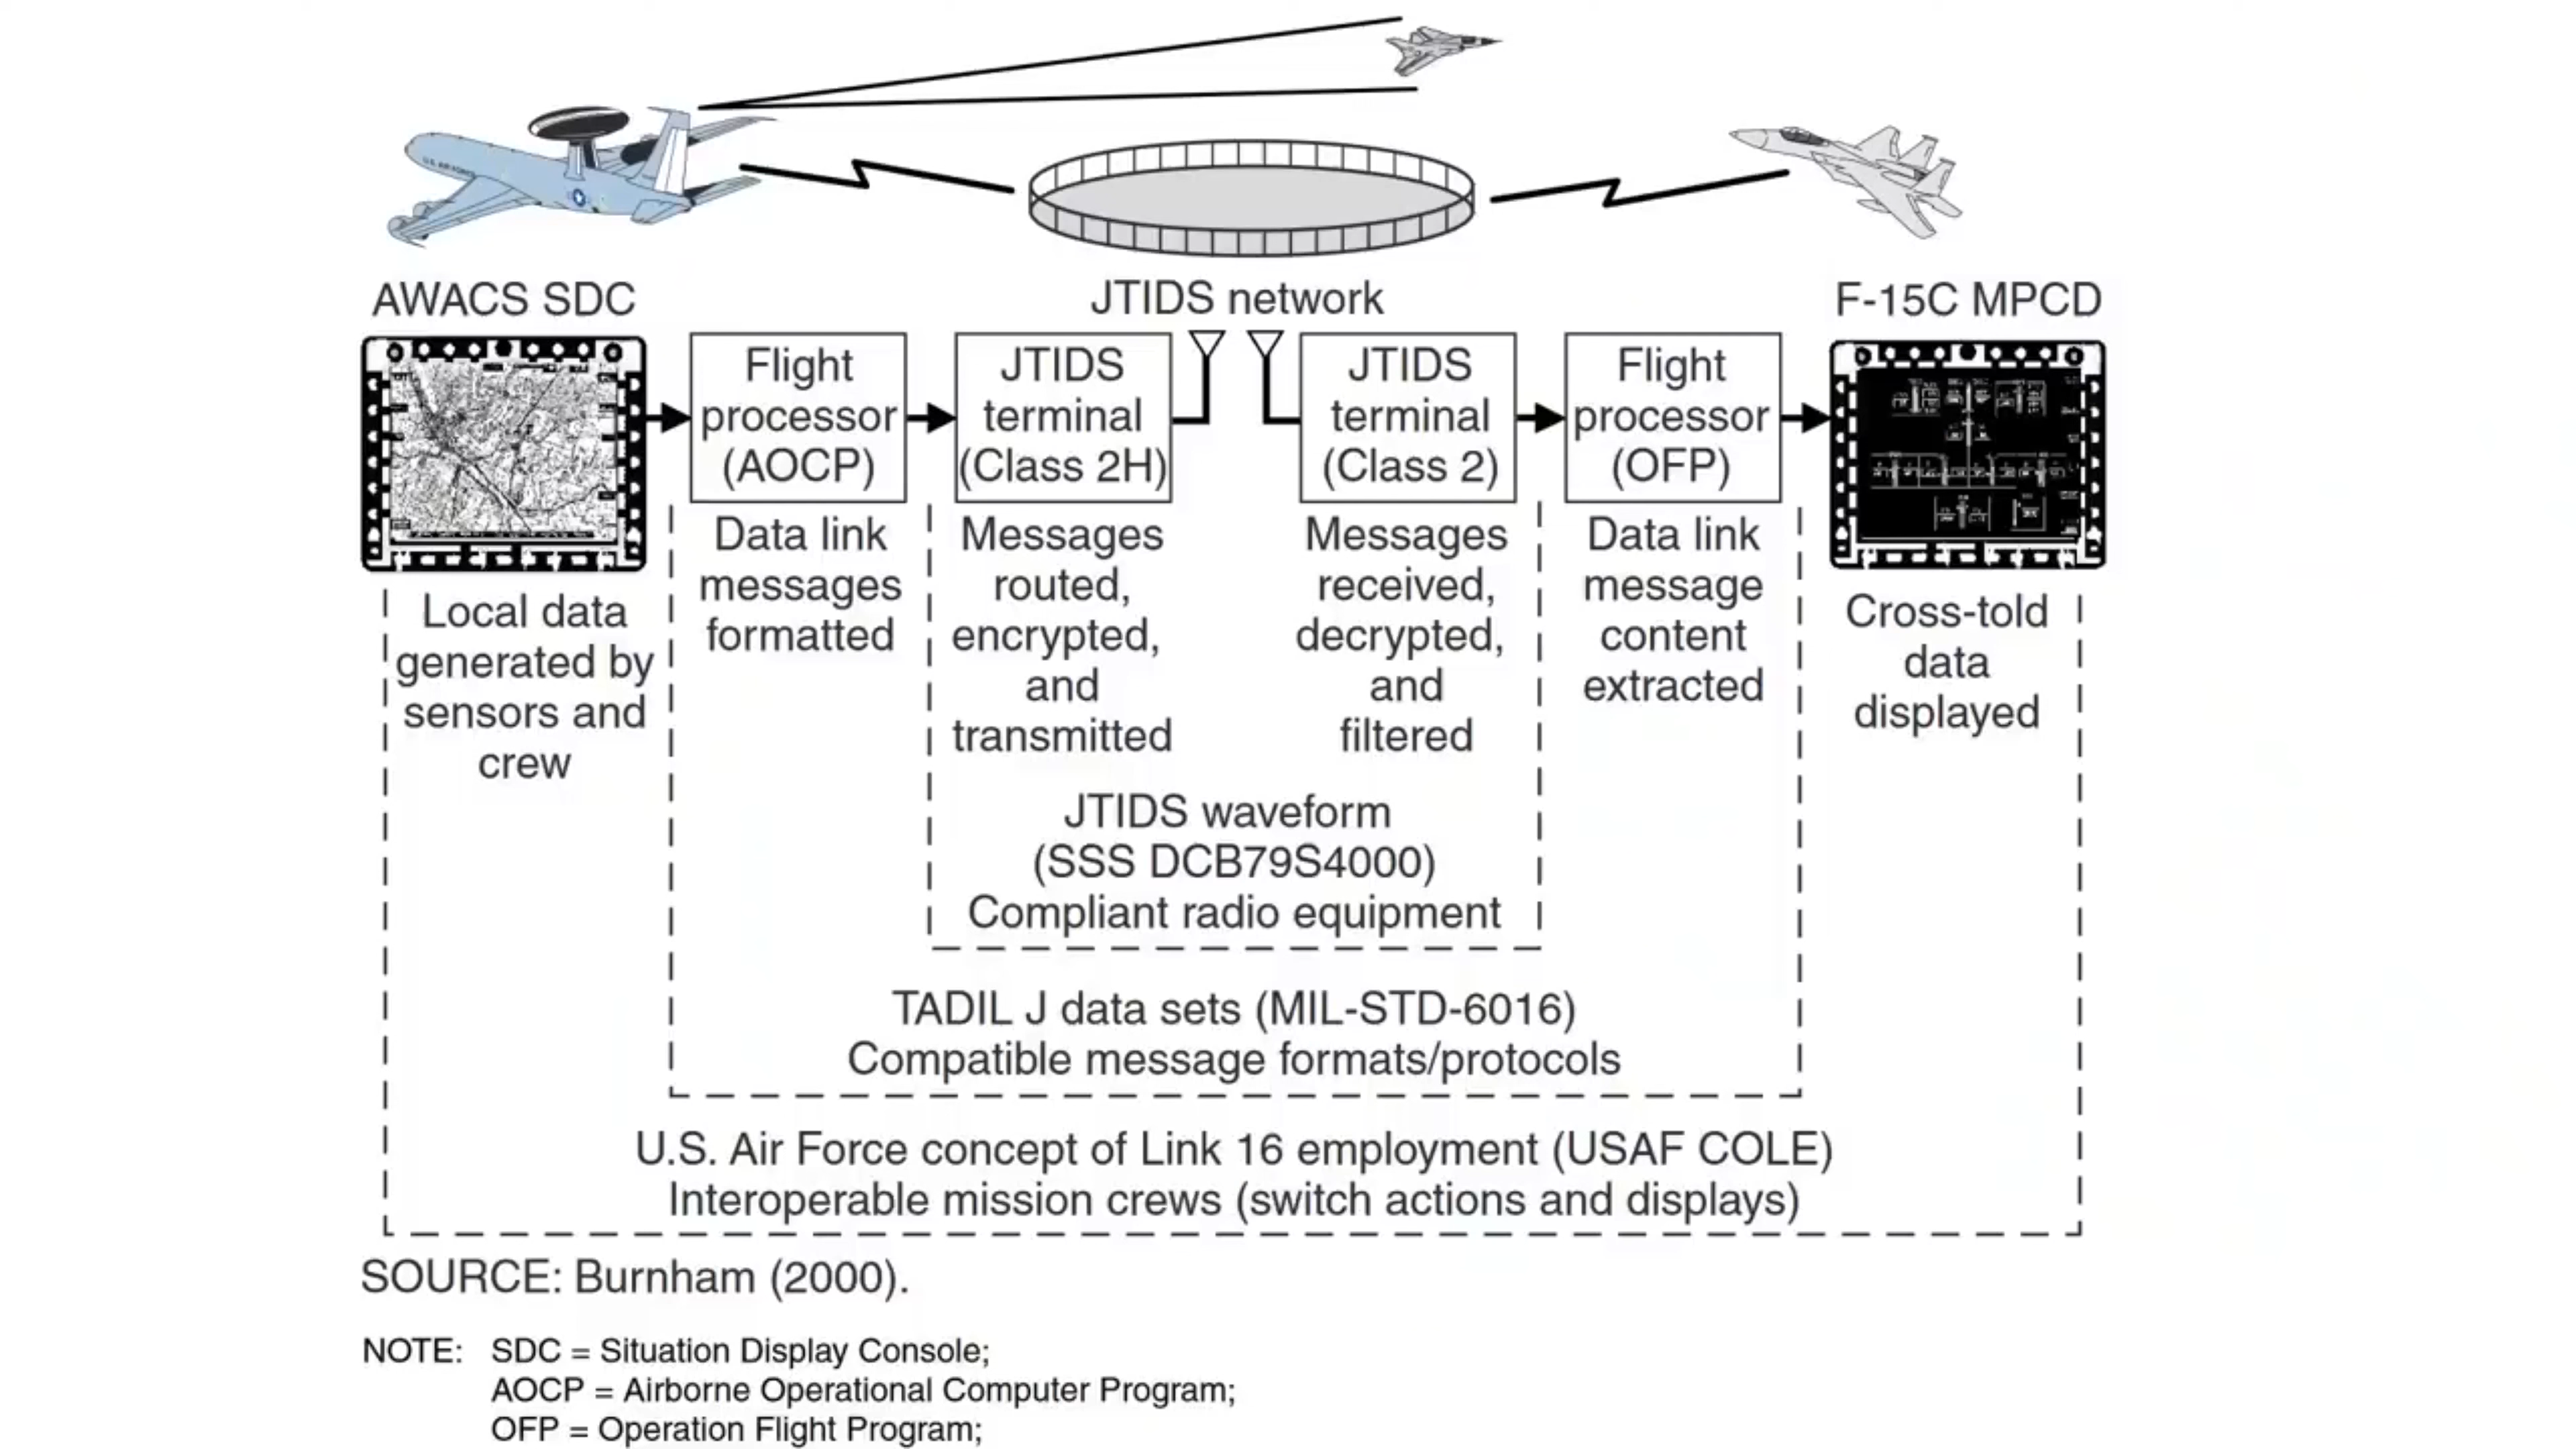 U.S. AIR FORCE
AWACS SDC
JTIDS network
F-15C MPCD
Flight
processor
(AOCP)
JTIDS
terminal
(Class 2H)
JTIDS
terminal
(Class 2)
Flight
processor
(OFP)
Local data
generated by
sensors and
crew
Data link
messages
formatted
Messages
routed,
encrypted,
and
transmitted
Messages
received,
decrypted,
and
filtered
Data link
message
content
extracted
Cross-told
data
displayed
JTIDS waveform
(SSS DCB79S4000)
Compliant radio equipment
TADIL J data sets (MIL-STD-6016)
Compatible message formats/protocols
U.S. Air Force concept of Link 16 employment (USAF COLE)
Interoperable mission crews (switch actions and displays)
SOURCE: Burnham (2000).
NOTE: SDC = Situation Display Console;
AOCP = Airborne Operational Computer Program;
OFP = Operation Flight Program;